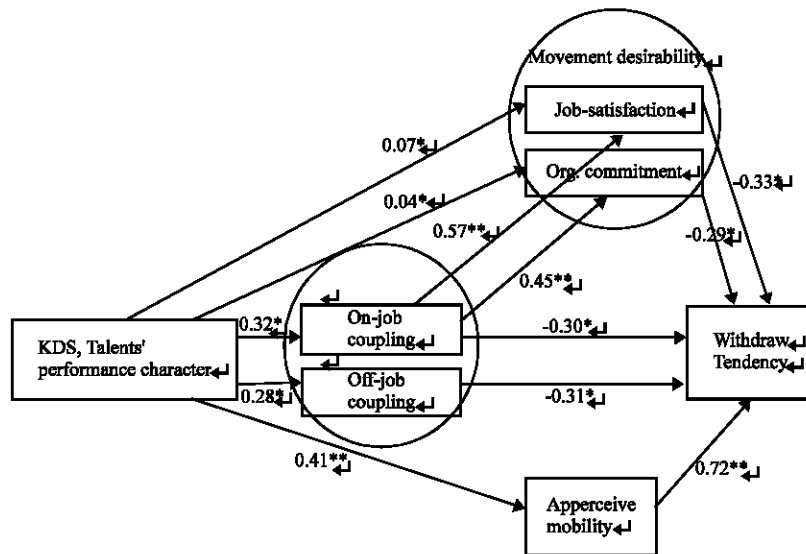 Movement desirability↵
Job-satisfaction↵
0.07*↵
Org. commitment↵
-0.33*↵
0.04*↵
0.57**↵
-0.29*↵
0.45**↵
↵
KDS, Talents'
performance character↵
0.32*↵
On-job
coupling↵
-0.30*↵
Withdraw↵
Tendency↵
↵
0.28*↵
Off-job
coupling↵
-0.31*↵
0.41**↵
0.72**↵
Apperceive
mobility↵